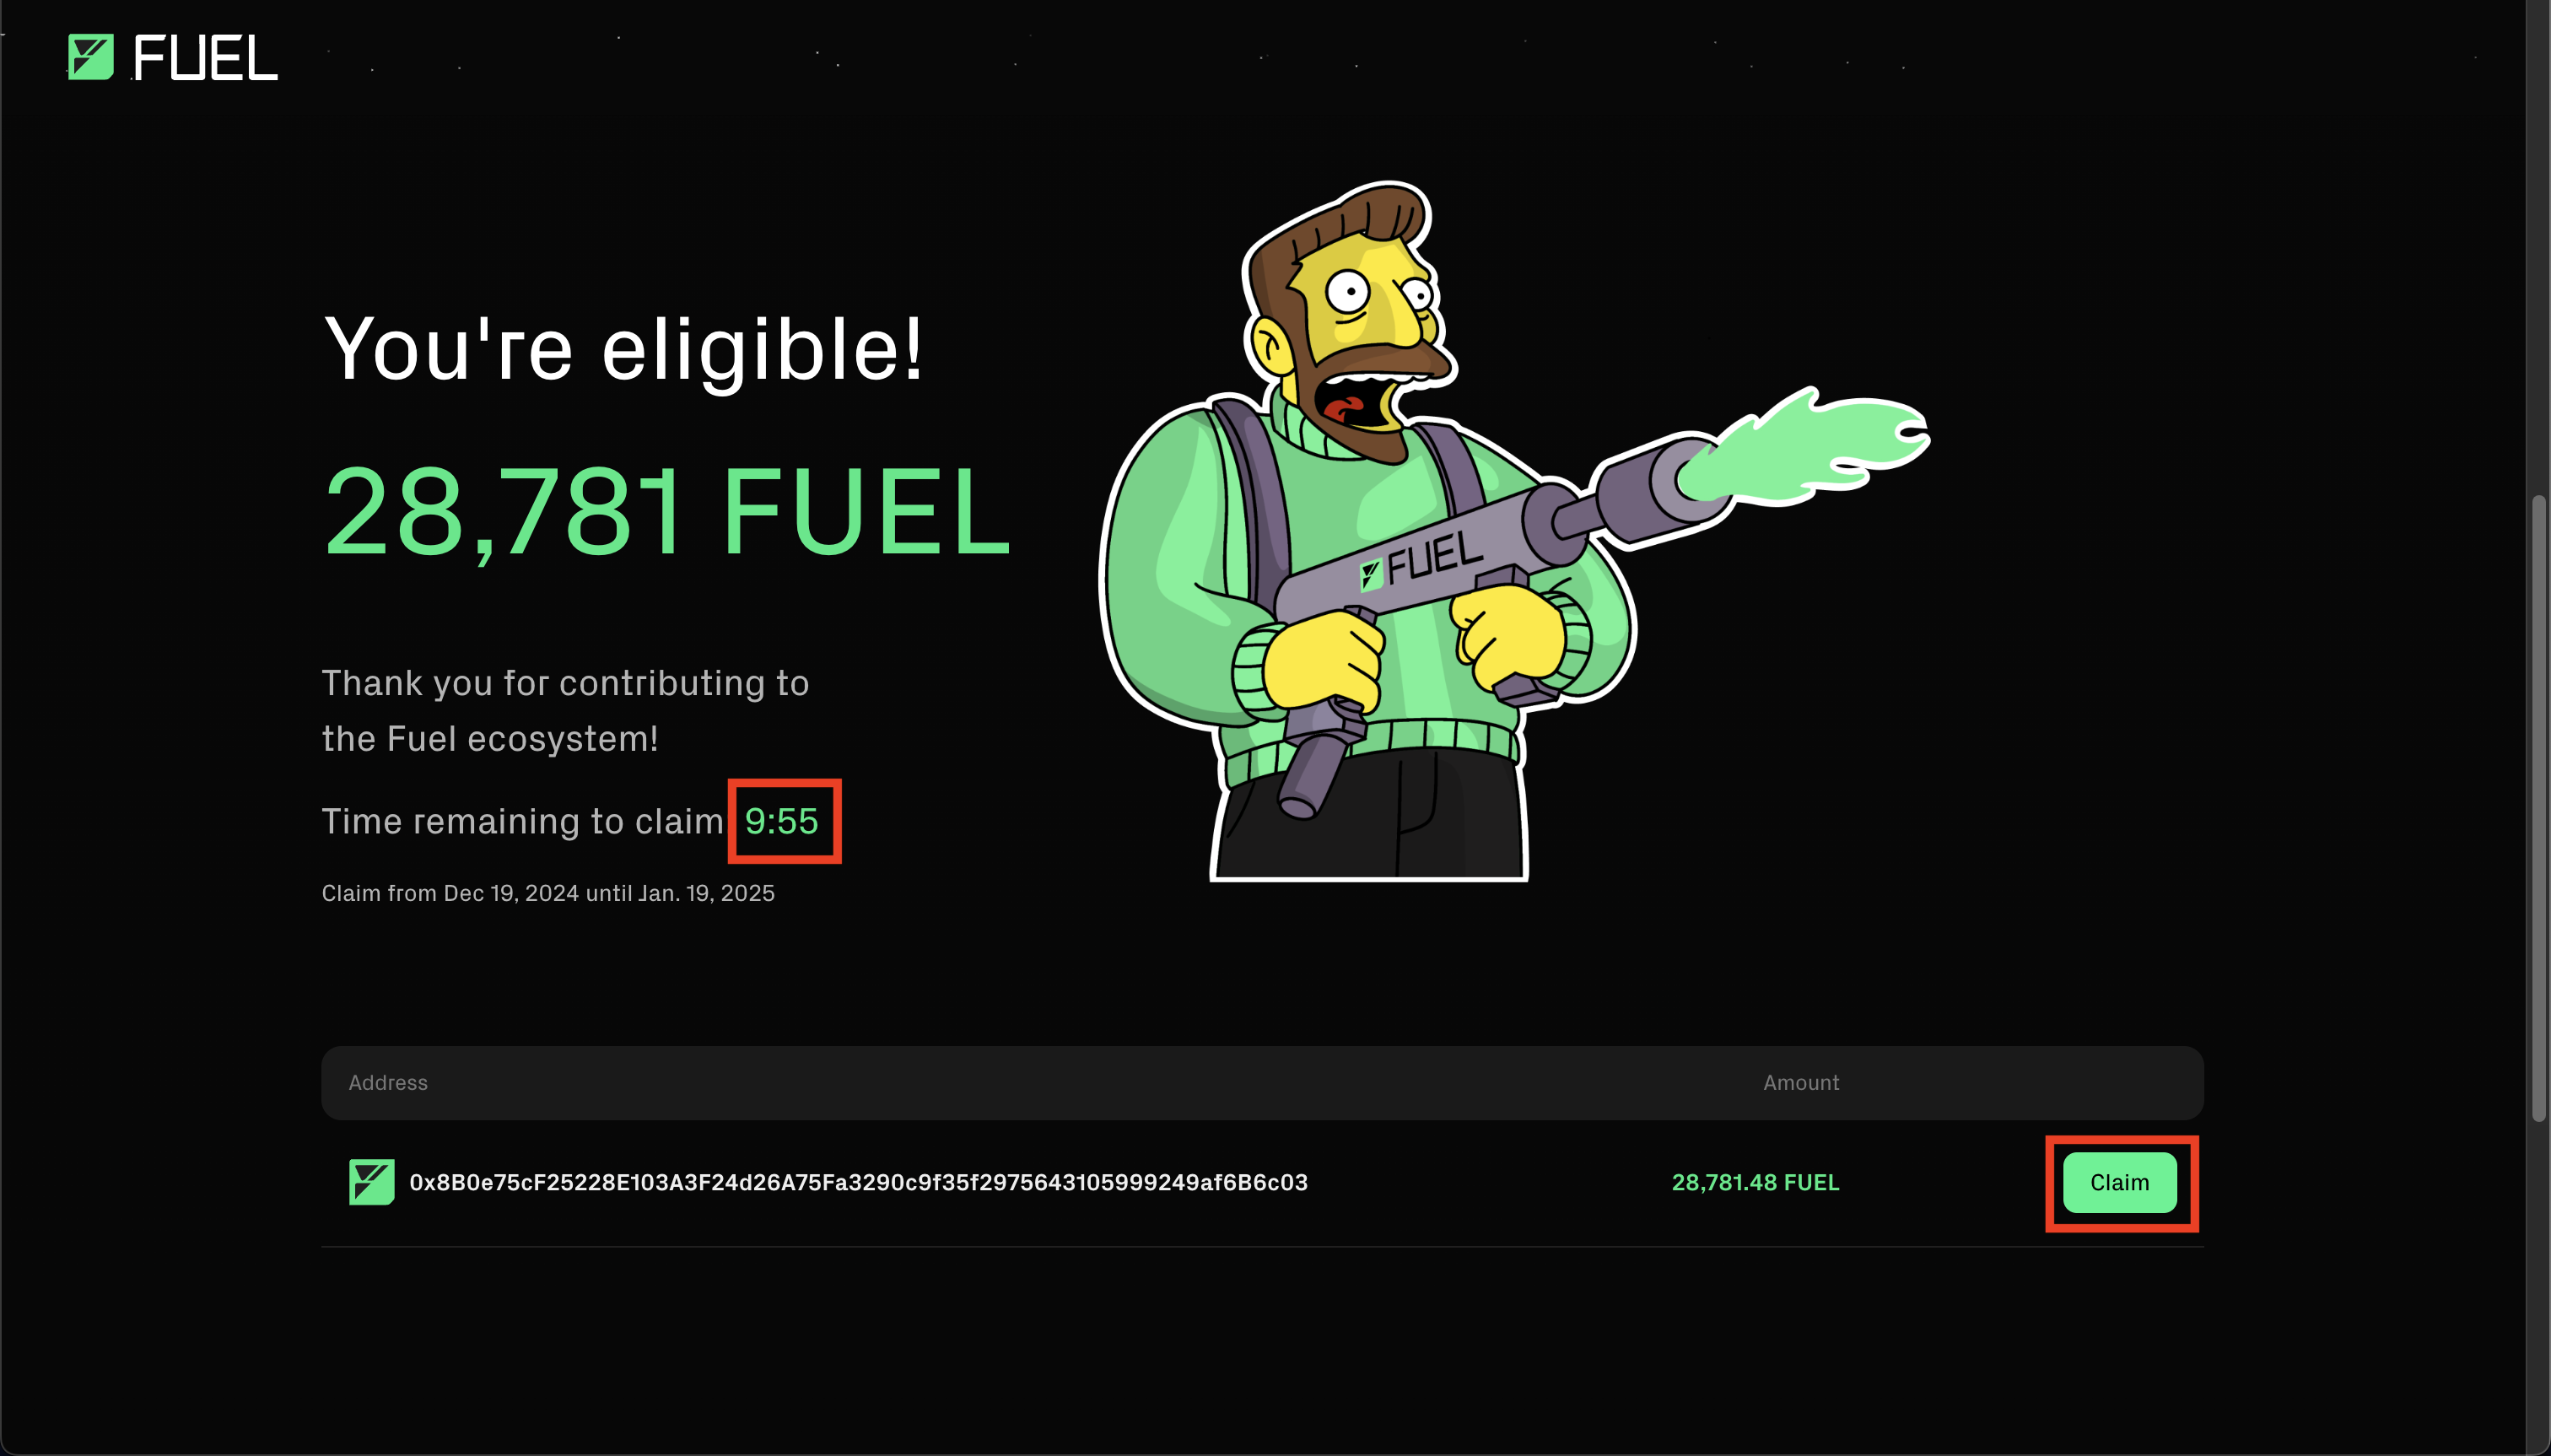 FUEL
You're eligible!
28,781 FUEL
FUEL
Thank you for contributing to
the Fuel ecosystem!
Time remaining to claim 9:55
Claim from Dec 19, 2024 until Jan. 19, 2025
Address Amount
0x8B0e75cF25228E103A3F24d26A75Fa3290c9f35f2975643105999249af6B6c03 28,781.48 FUEL Claim